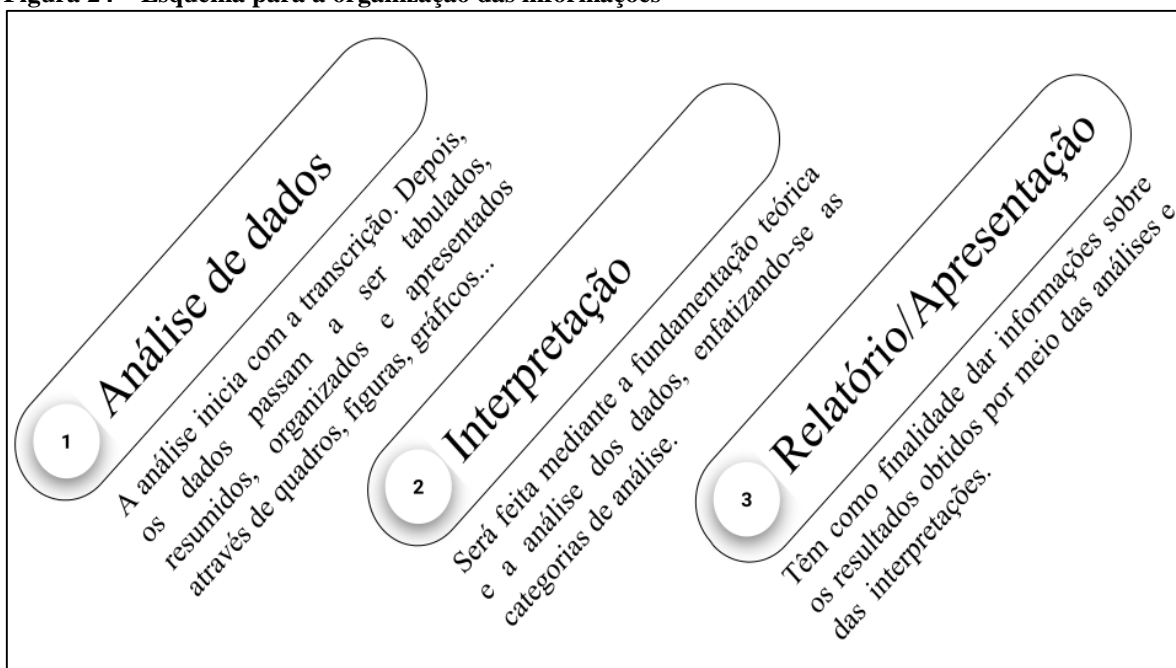 Figura 24 – Esquema para a organização das informações
1
Análise de dados
A análise inicia com a transcrição. Depois,
os dados passam a ser tabulados,
resumidos, organizados e apresentados
através de quadros, figuras, gráficos...
2
Interpretação
Será feita mediante a fundamentação teórica
e a análise dos dados, enfatizando-se as
categorias de análise.
3
Relatório/Apresentação
Têm como finalidade dar informações sobre
os resultados obtidos por meio das análises e
das interpretações.